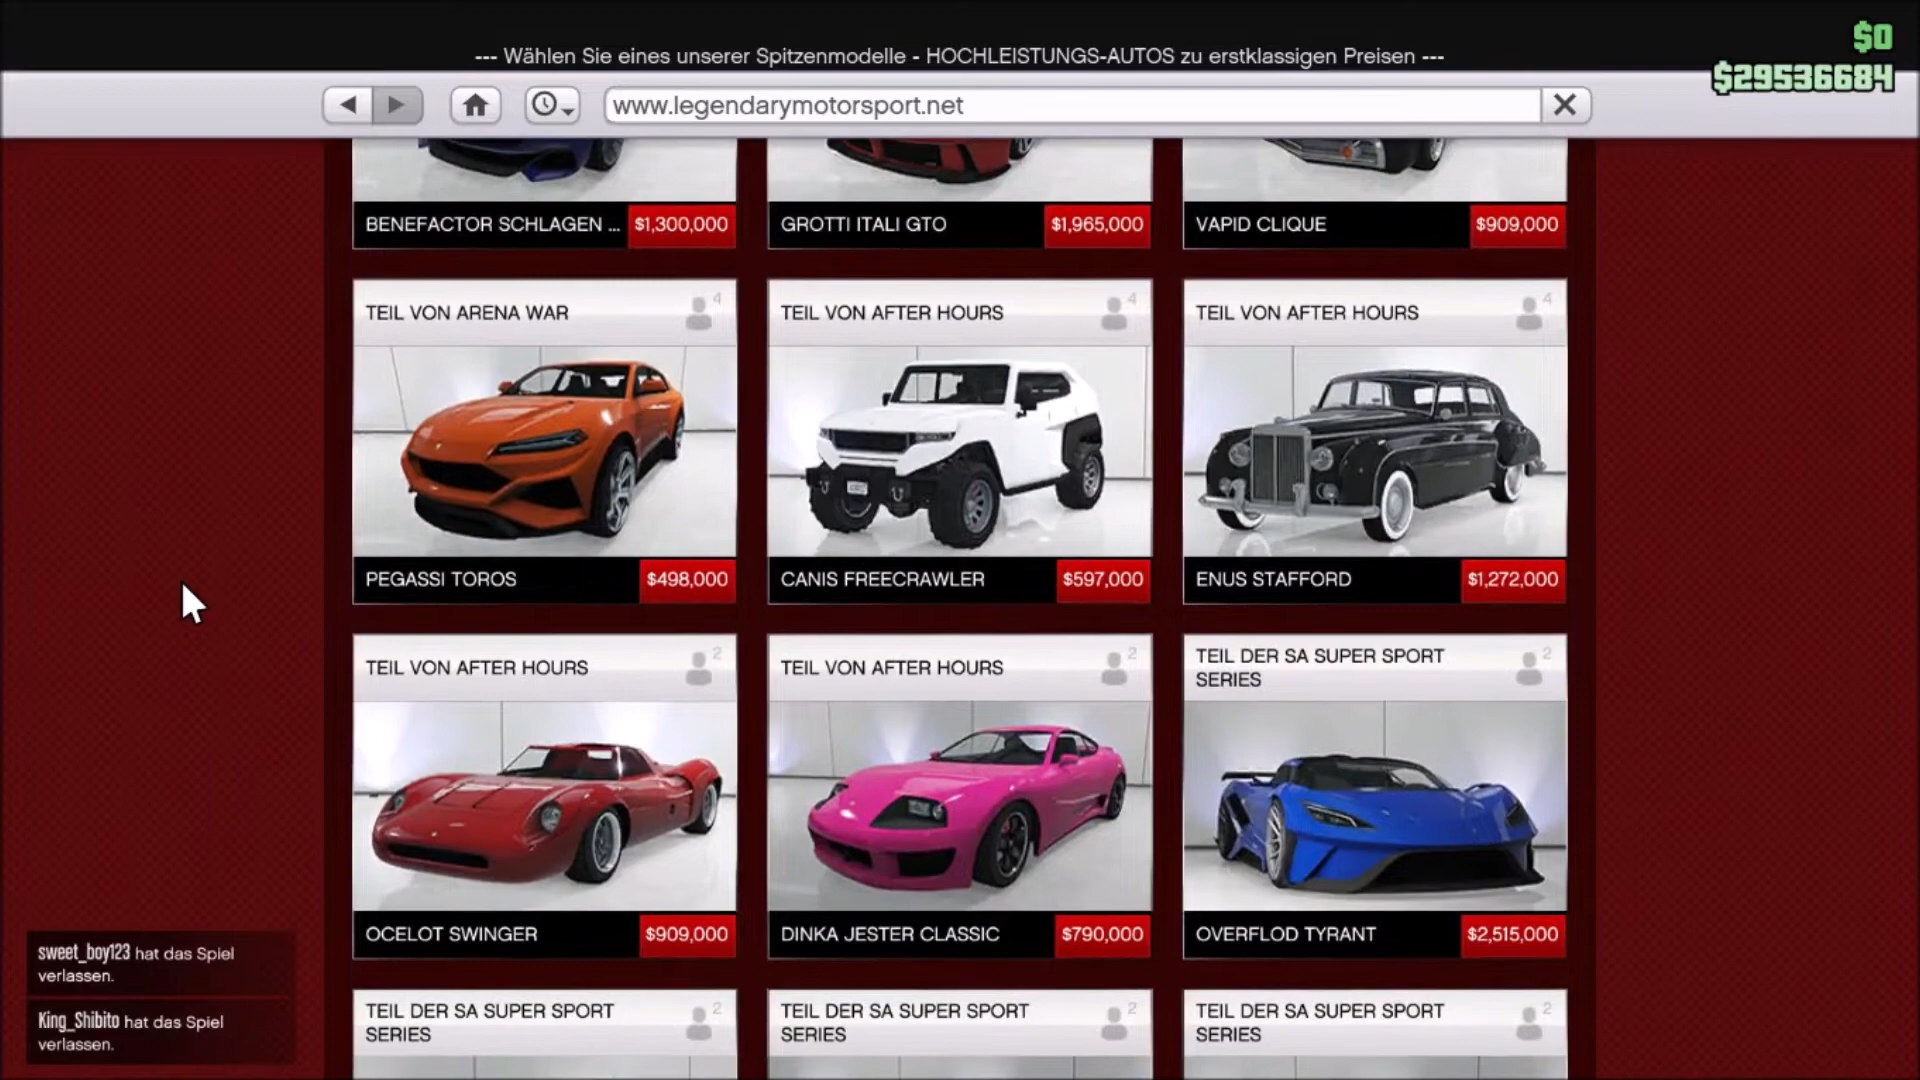 --- Wählen Sie eines unserer Spitzenmodelle - HOCHLEISTUNGS-AUTOS zu erstklassigen Preisen ---
$0
$29536684
www.legendarymotorsport.net
BENEFACTOR SCHLAGEN ... $1,300,000
GROTTI ITALI GTO $1,965,000
VAPID CLIQUE $909,000
TEIL VON ARENA WAR 4
TEIL VON AFTER HOURS 4
TEIL VON AFTER HOURS 4
PEGASSI TOROS $498,000
CANIS FREECRAWLER $597,000
ENUS STAFFORD $1,272,000
TEIL VON AFTER HOURS 2
TEIL VON AFTER HOURS 2
TEIL DER SA SUPER SPORT 2
SERIES
OCELOT SWINGER $909,000
DINKA JESTER CLASSIC $790,000
OVERFLOD TYRANT $2,515,000
sweet_boy123 hat das Spiel
verlassen.
King_Shibito hat das Spiel
verlassen.
TEIL DER SA SUPER SPORT 2
SERIES
TEIL DER SA SUPER SPORT 2
SERIES
TEIL DER SA SUPER SPORT 2
SERIES